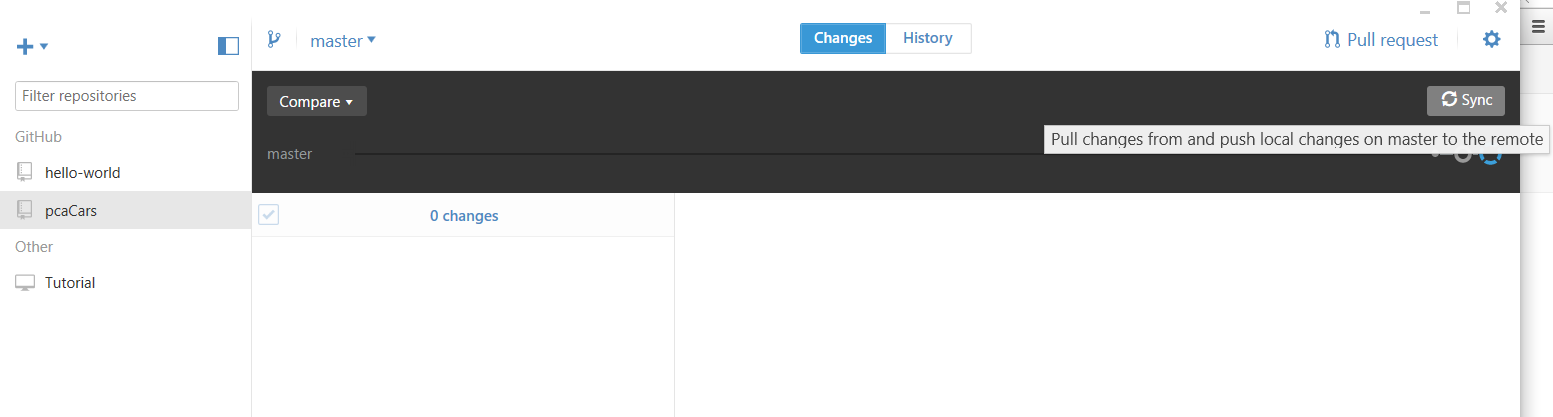 master
Changes
History
Pull request
Filter repositories
Compare
Sync
GitHub
Pull changes from and push local changes on master to the remote
master
hello-world
pcaCars
0 changes
Other
Tutorial